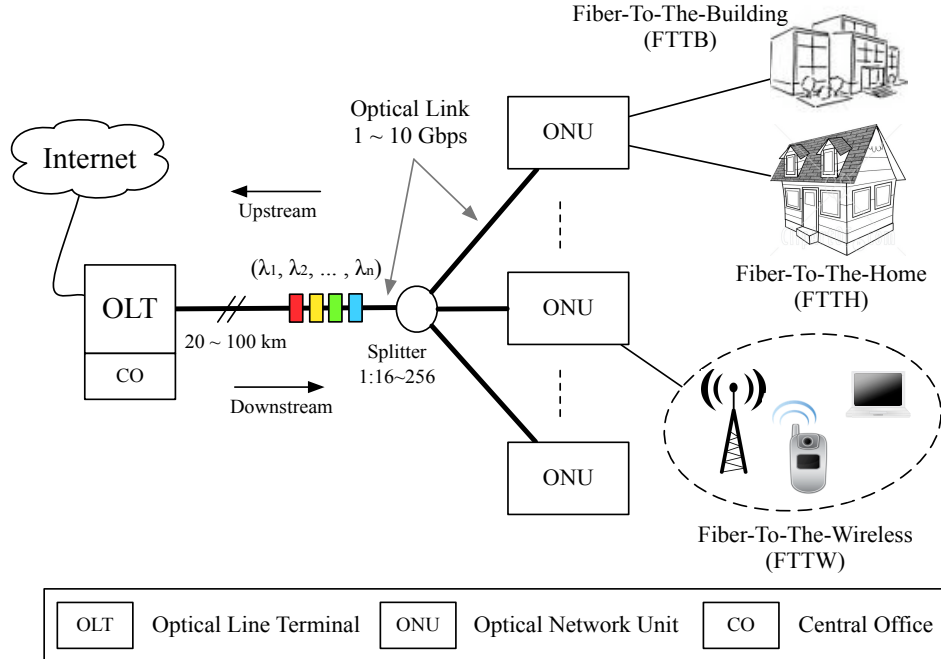 Fiber-To-The-Building
(FTTB)
Optical Link
1 ~ 10 Gbps
ONU
Internet
Upstream
(λ1, λ2, ... , λn)
Fiber-To-The-Home
(FTTH)
OLT
ONU
20 ~ 100 km
Splitter
1:16~256
CO
Downstream
ONU
Fiber-To-The-Wireless
(FTTW)
OLT Optical Line Terminal ONU Optical Network Unit CO Central Office